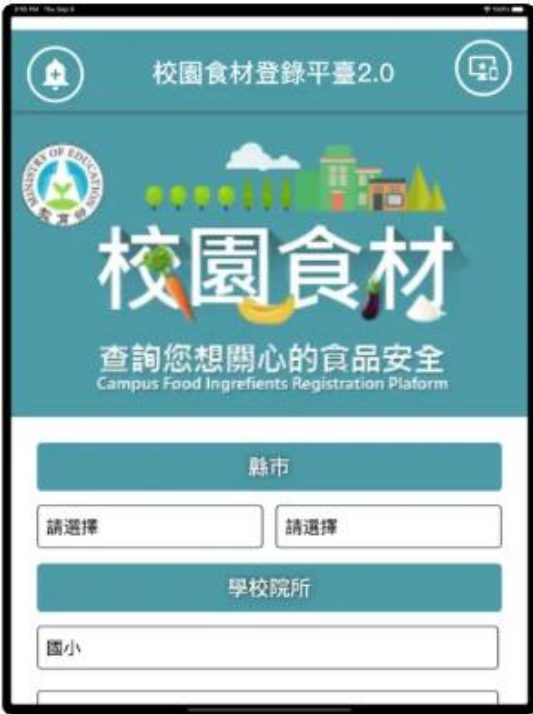 校園食材登錄平臺2.0
MINISTRY OF EDUCATION
教育部
校園食材
查詢您想關心的食品安全
Campus Food Ingrefients Registration Plaform
縣市
請選擇
請選擇
學校院所
國小